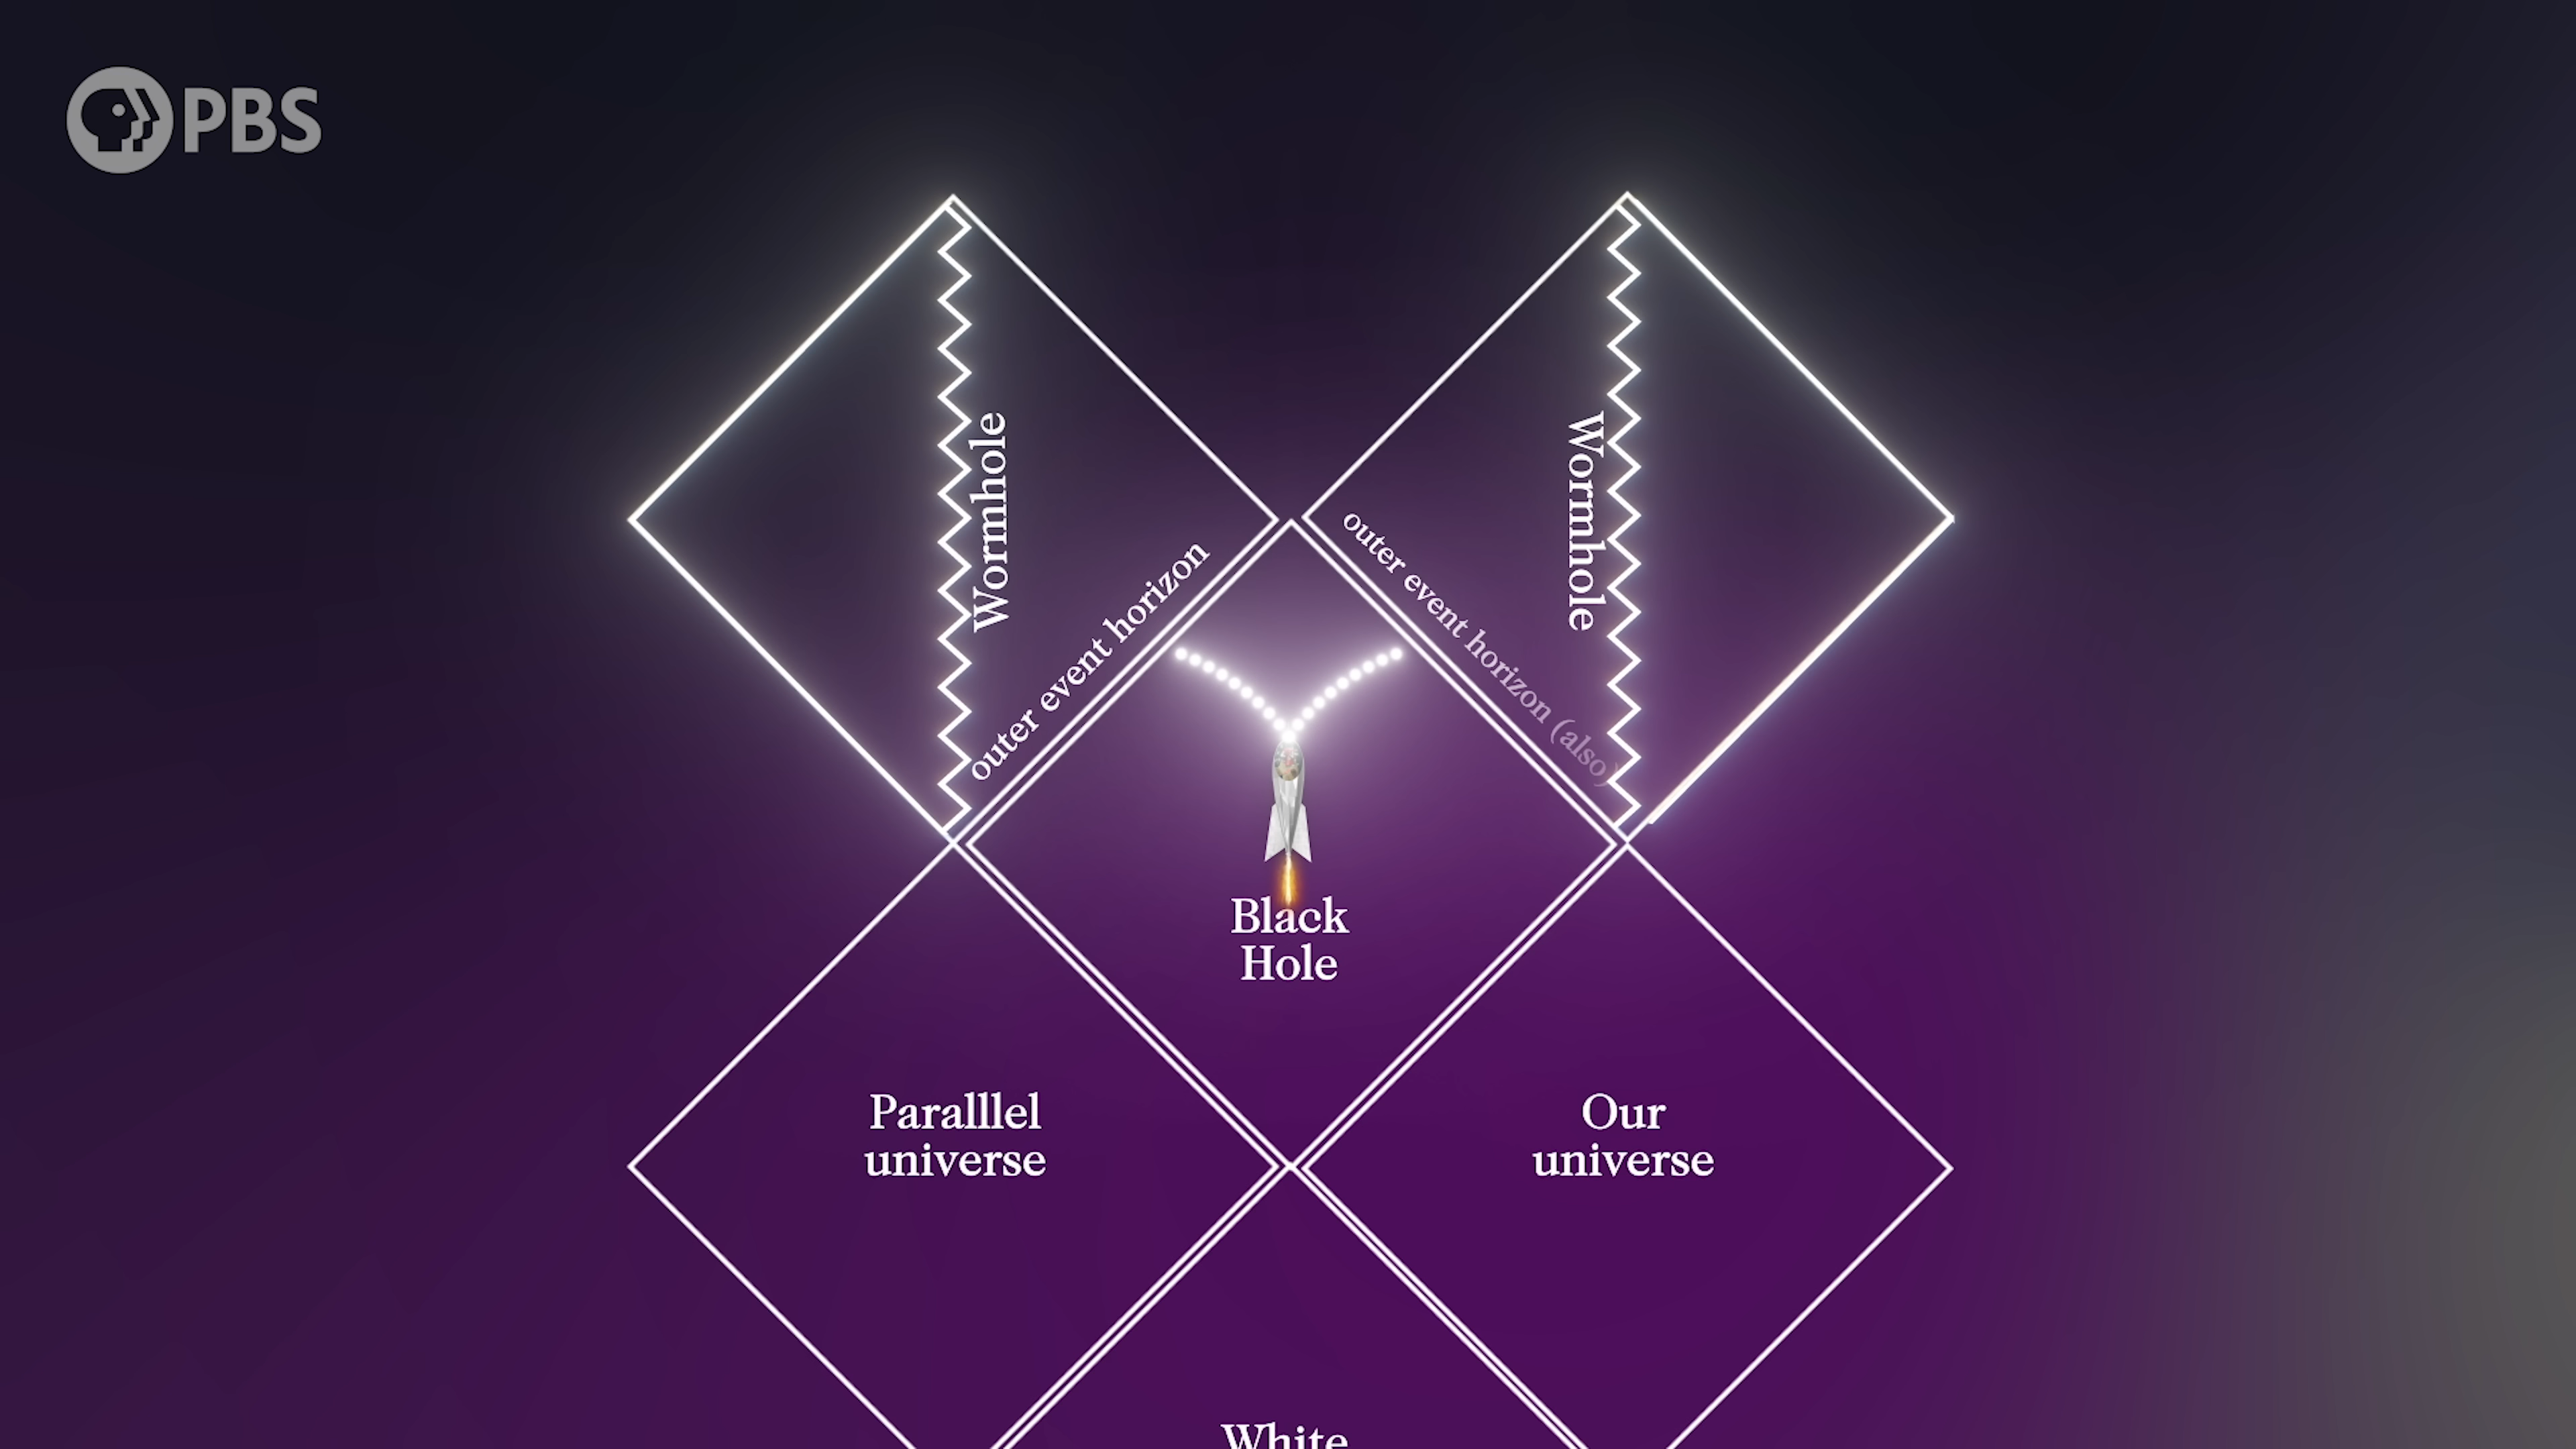 PBS
Wormhole
Wormhole
outer event horizon
outer event horizon (also)
Black
Hole
Paralllel
universe
Our
universe
White